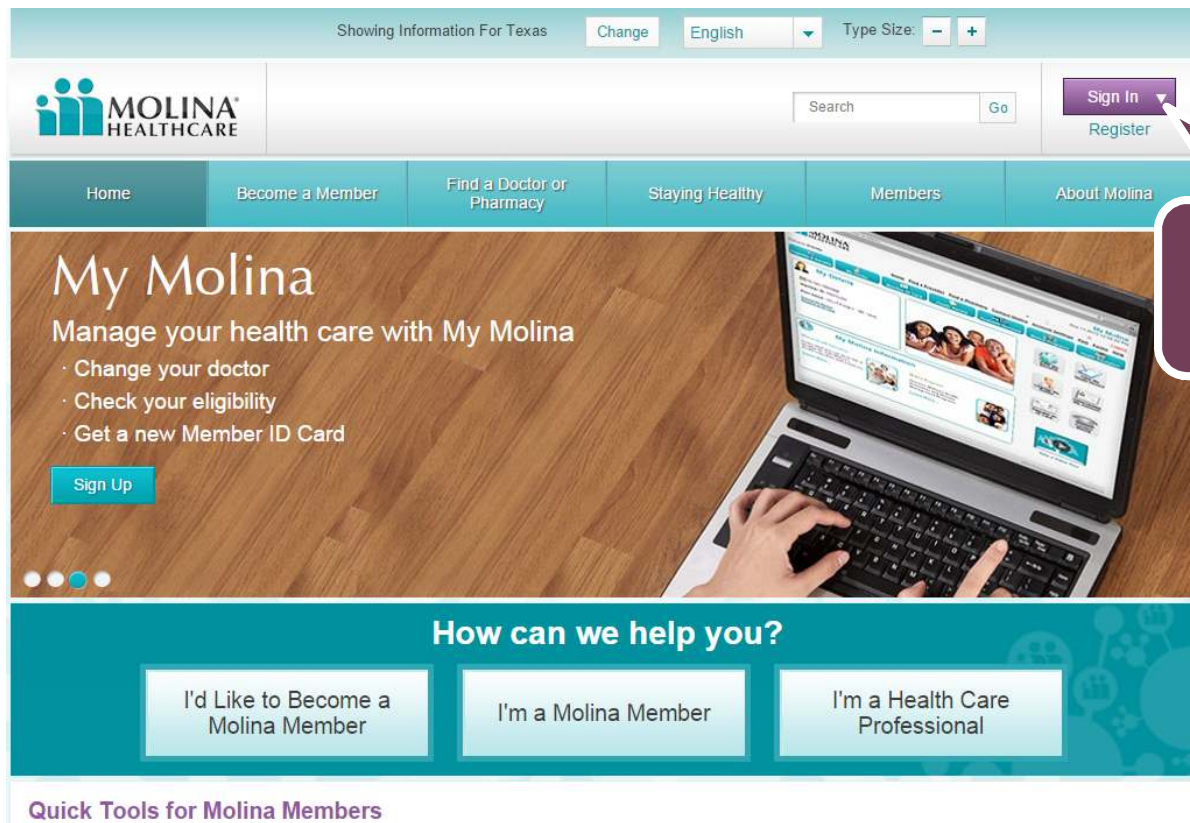 Showing Information For Texas Change English Type Size: - +
MOLINA
HEALTHCARE
Search Go
Sign In
Register
Home Become a Member Find a Doctor or Pharmacy Staying Healthy Members About Molina
My Molina
Manage your health care with My Molina
· Change your doctor
· Check your eligibility
· Get a new Member ID Card
Sign Up
How can we help you?
I'd Like to Become a
Molina Member
I'm a Molina Member
I'm a Health Care
Professional
Quick Tools for Molina Members